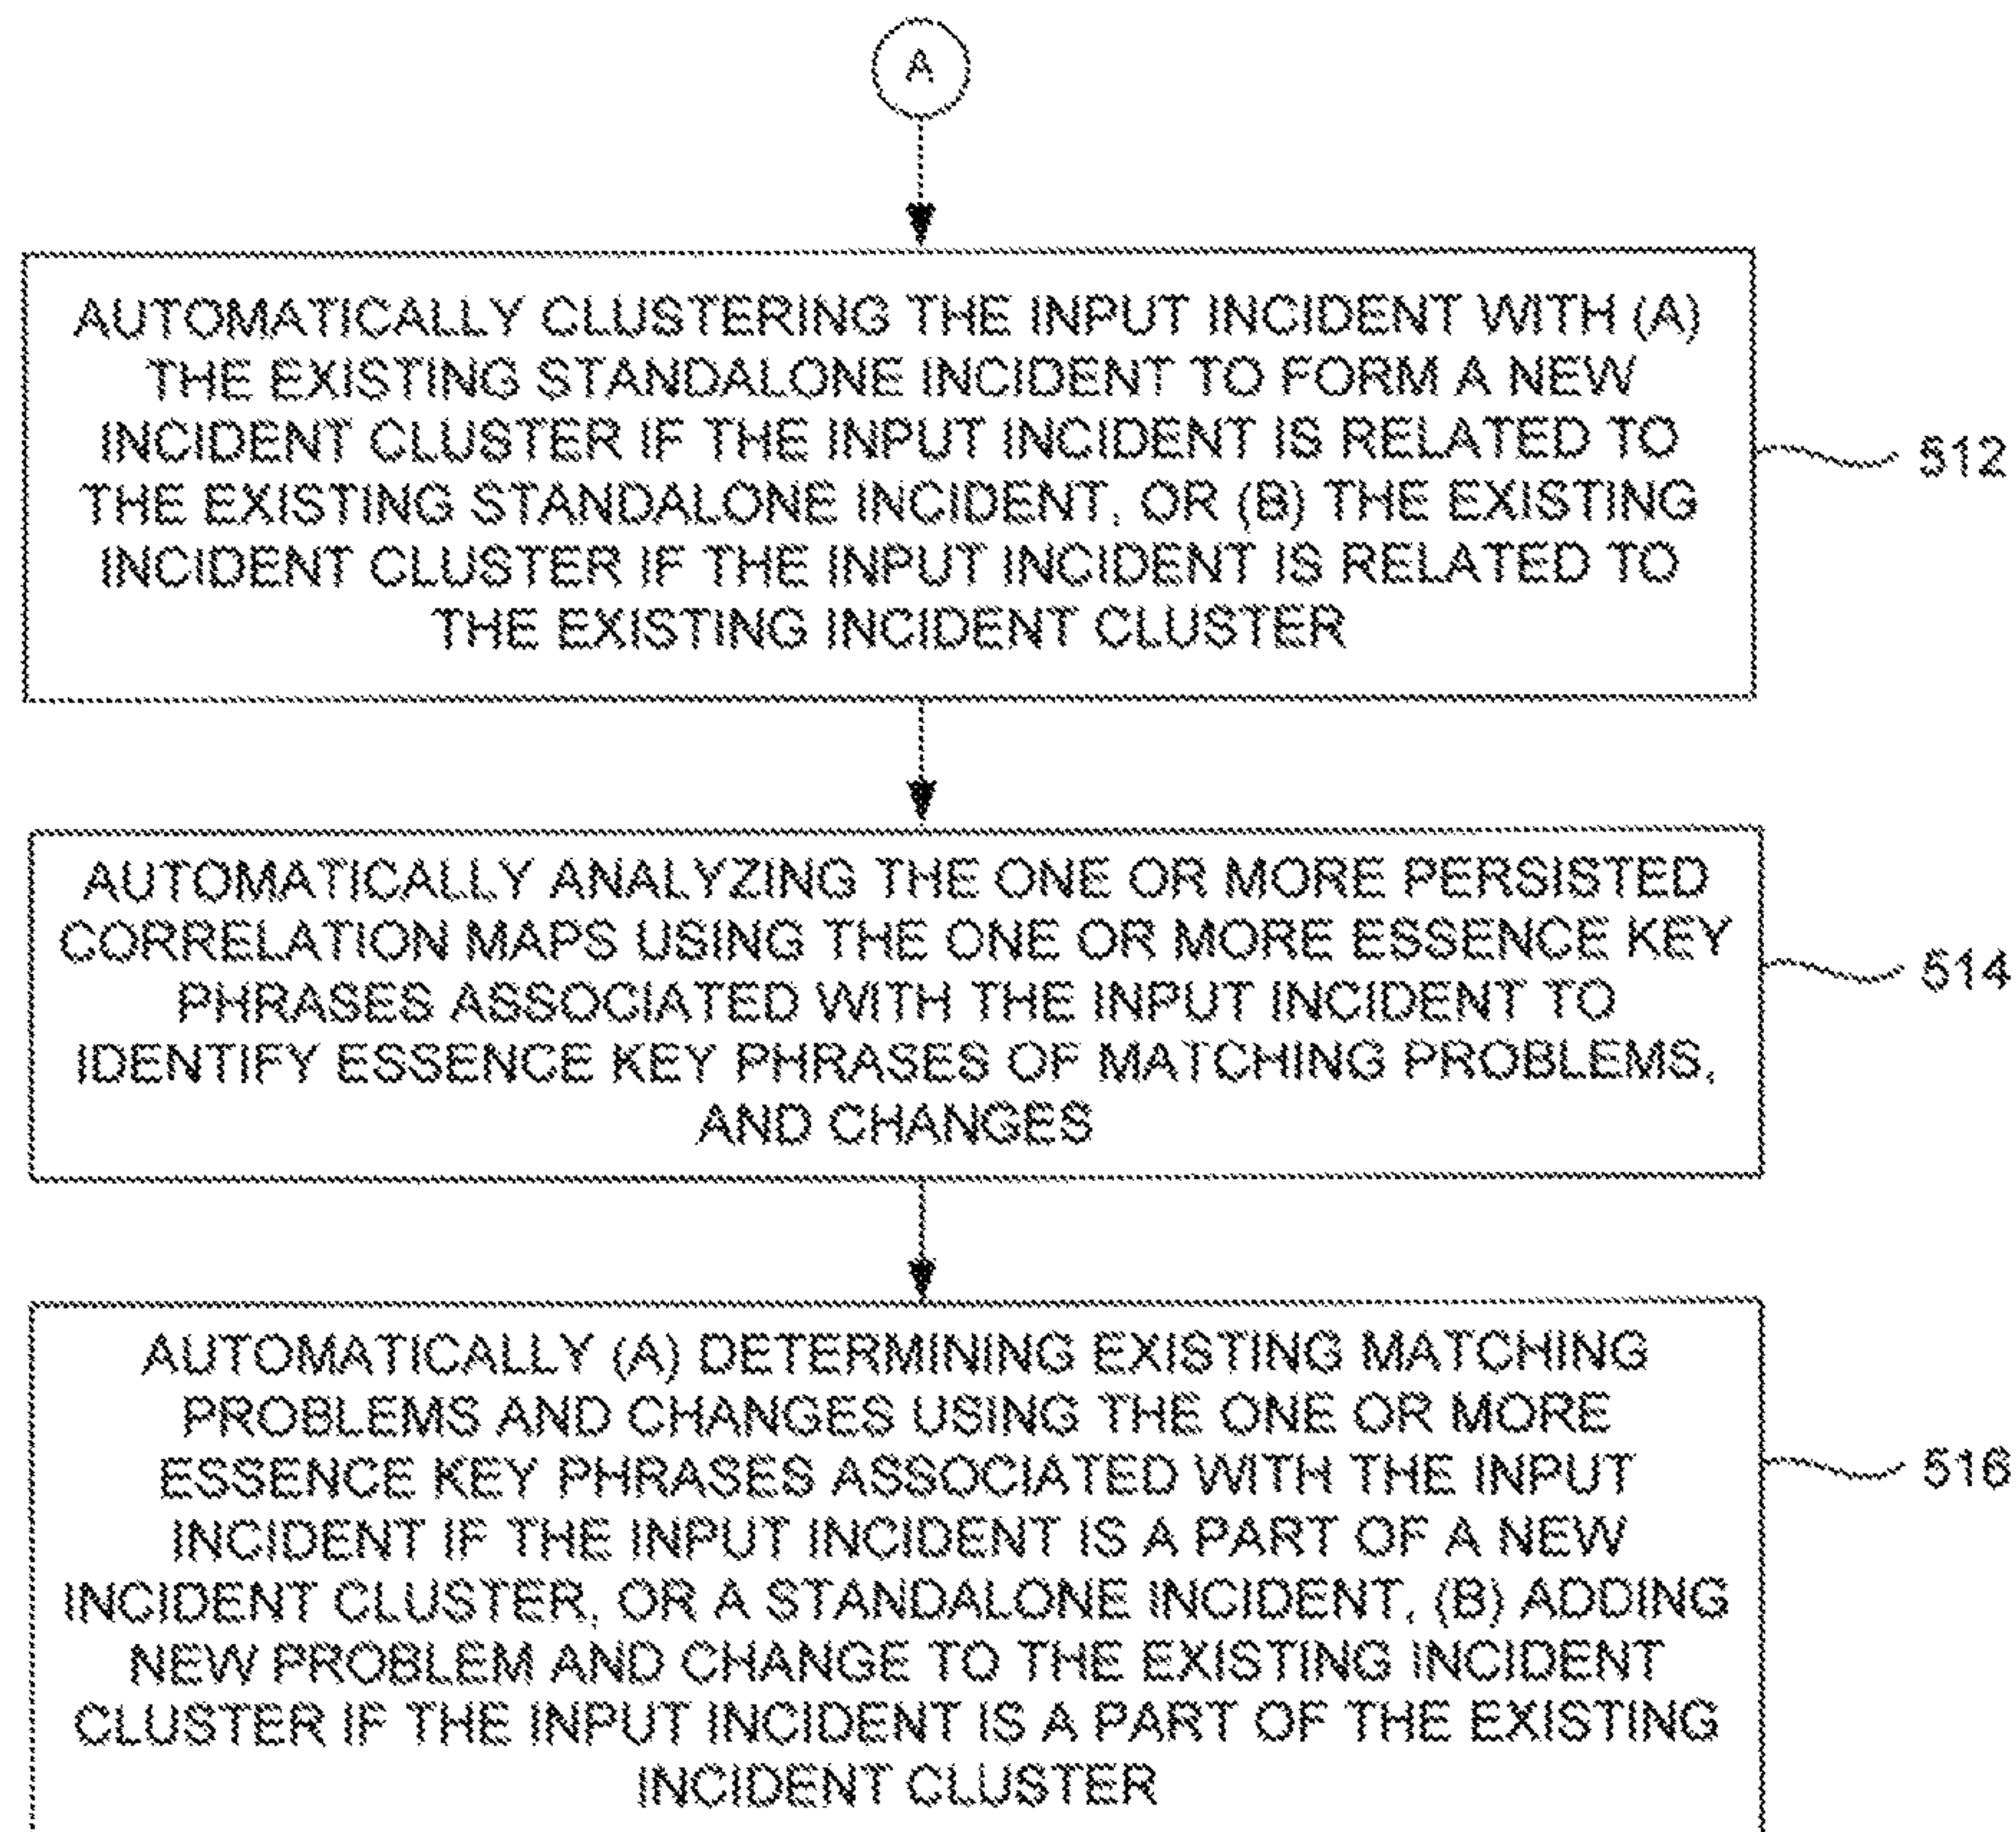 A
AUTOMATICALLY CLUSTERING THE INPUT INCIDENT WITH (A)
THE EXISTING STANDALONE INCIDENT TO FORM A NEW
INCIDENT CLUSTER IF THE INPUT INCIDENT IS RELATED TO
THE EXISTING STANDALONE INCIDENT, OR (B) THE EXISTING
INCIDENT CLUSTER IF THE INPUT INCIDENT IS RELATED TO
THE EXISTING INCIDENT CLUSTER
512
AUTOMATICALLY ANALYZING THE ONE OR MORE PERSISTED
CORRELATION MAPS USING THE ONE OR MORE ESSENCE KEY
PHRASES ASSOCIATED WITH THE INPUT INCIDENT TO
IDENTIFY ESSENCE KEY PHRASES OF MATCHING PROBLEMS,
AND CHANGES
514
AUTOMATICALLY (A) DETERMINING EXISTING MATCHING
PROBLEMS AND CHANGES USING THE ONE OR MORE
ESSENCE KEY PHRASES ASSOCIATED WITH THE INPUT
INCIDENT IF THE INPUT INCIDENT IS A PART OF A NEW
INCIDENT CLUSTER, OR A STANDALONE INCIDENT, (B) ADDING
NEW PROBLEM AND CHANGE TO THE EXISTING INCIDENT
CLUSTER IF THE INPUT INCIDENT IS A PART OF THE EXISTING
INCIDENT CLUSTER
516